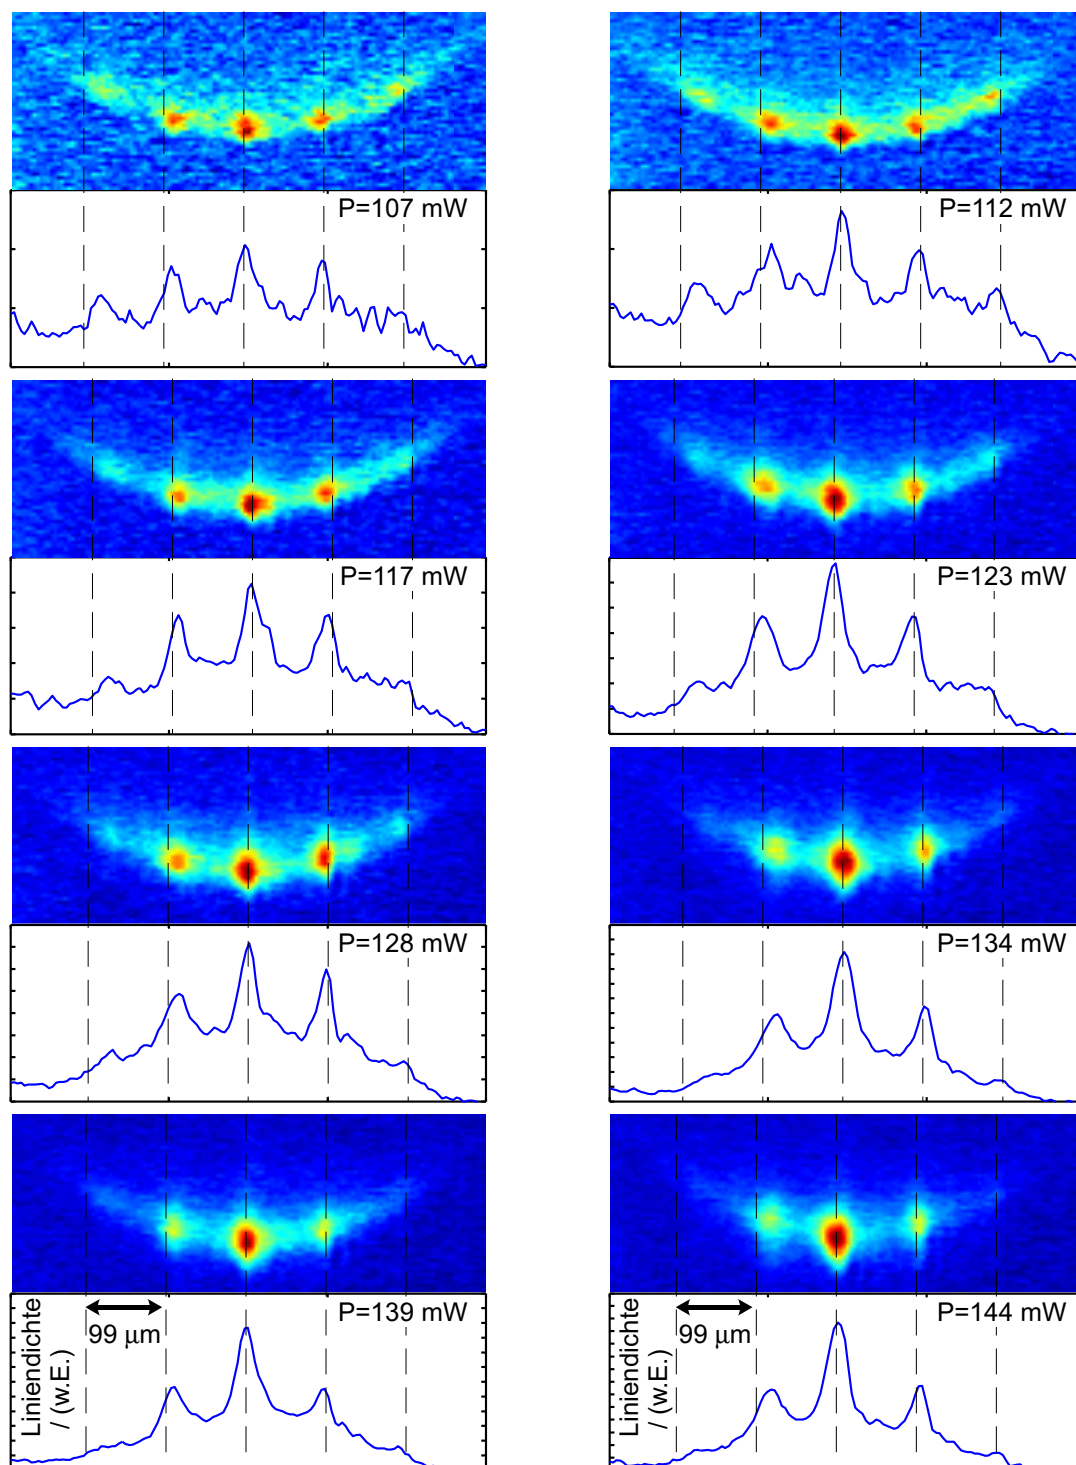 P=107 mW
P=112 mW
P=117 mW
P=123 mW
P=128 mW
P=134 mW
P=139 mW
99 µm
Liniendichte
/ (w.E.)
P=144 mW
99 µm
Liniendichte
/ (w.E.)